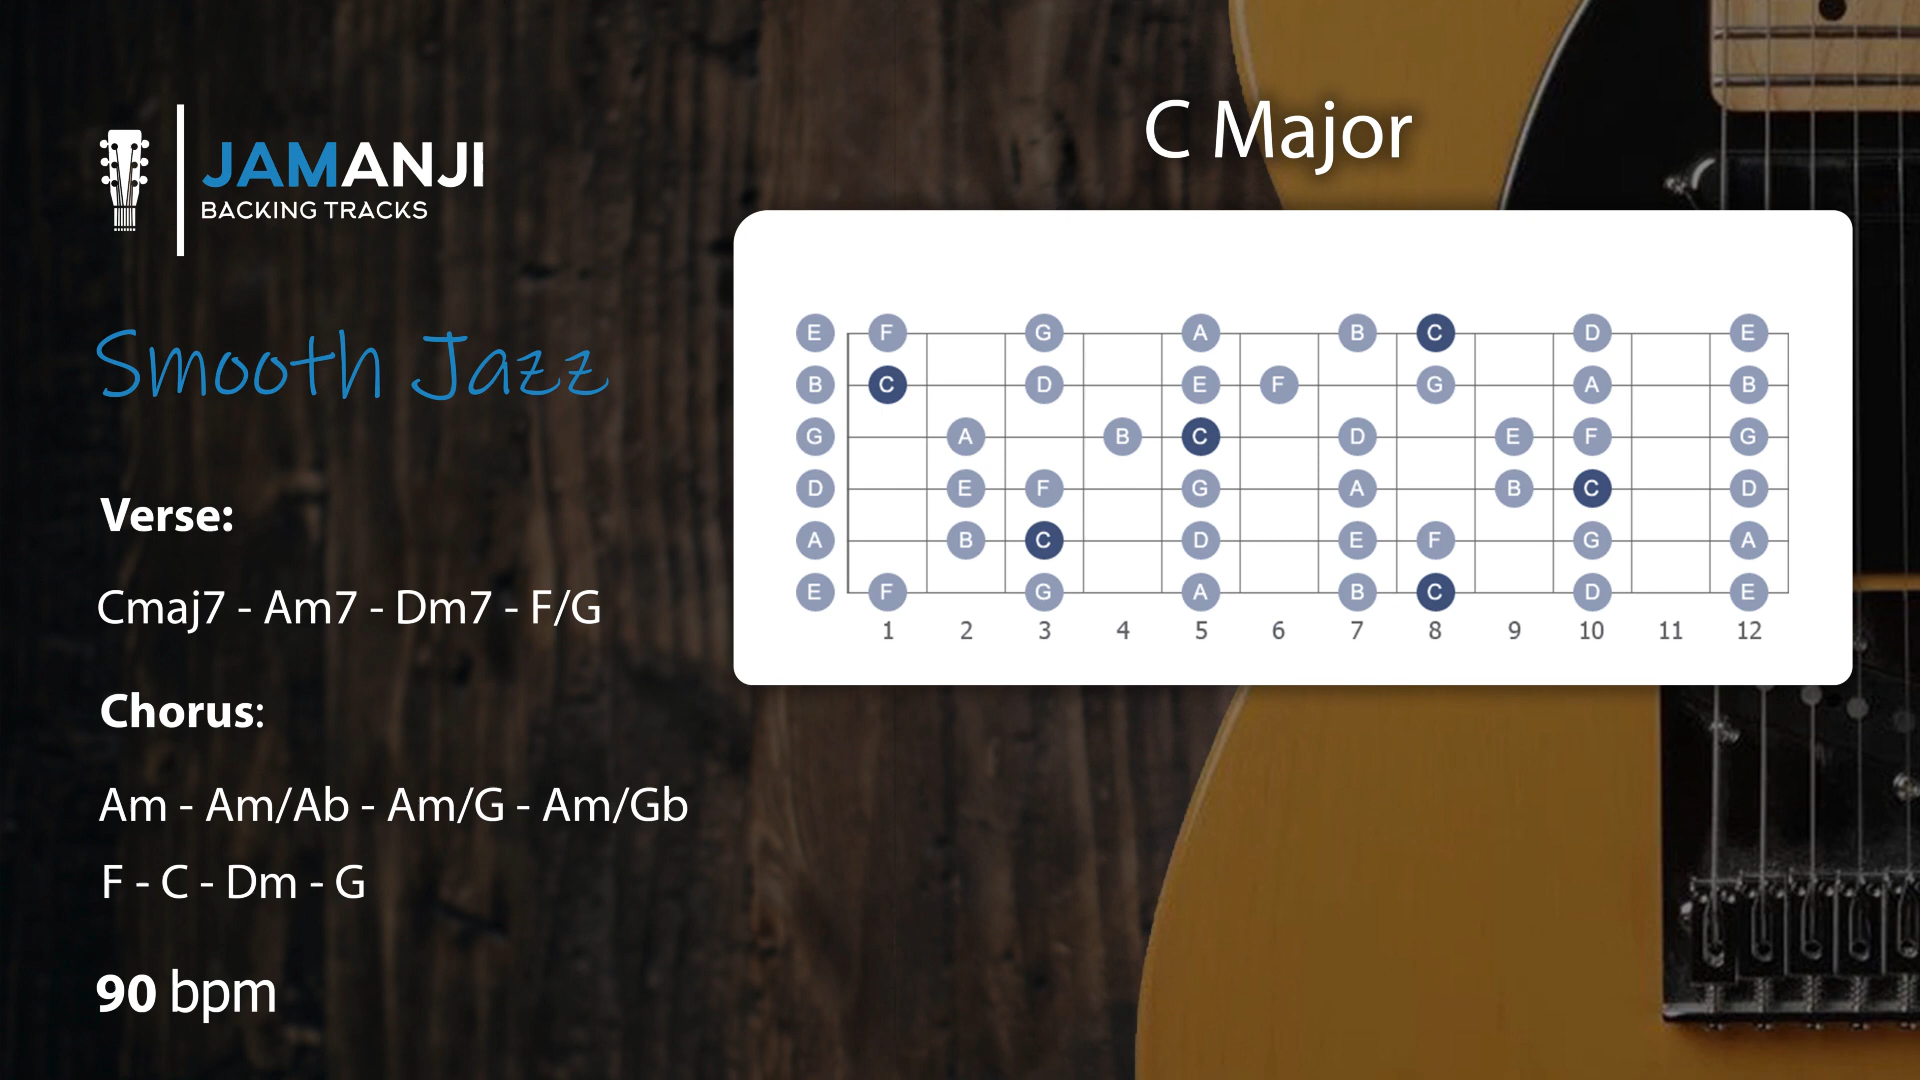 JAMANJI
BACKING TRACKS
Smooth Jazz
Verse:
Cmaj7 - Am7 - Dm7 - F/G
Chorus:
Am - Am/Ab - Am/G - Am/Gb
F - C - Dm - G
90 bpm
C Major
E F G A B C D E
B C D E F G A B
G A B C D E F G
D E F G A B C D
A B C D E F G A
E F G A B C D E
1 2 3 4 5 6 7 8 9 10 11 12